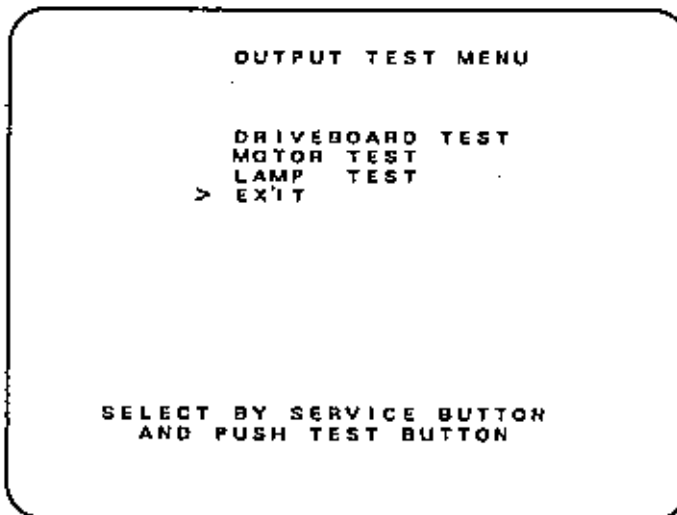 OUTPUT TEST MENU
DRIVEBOARD TEST
MOTOR TEST
LAMP TEST
> EXIT
SELECT BY SERVICE BUTTON
AND PUSH TEST BUTTON